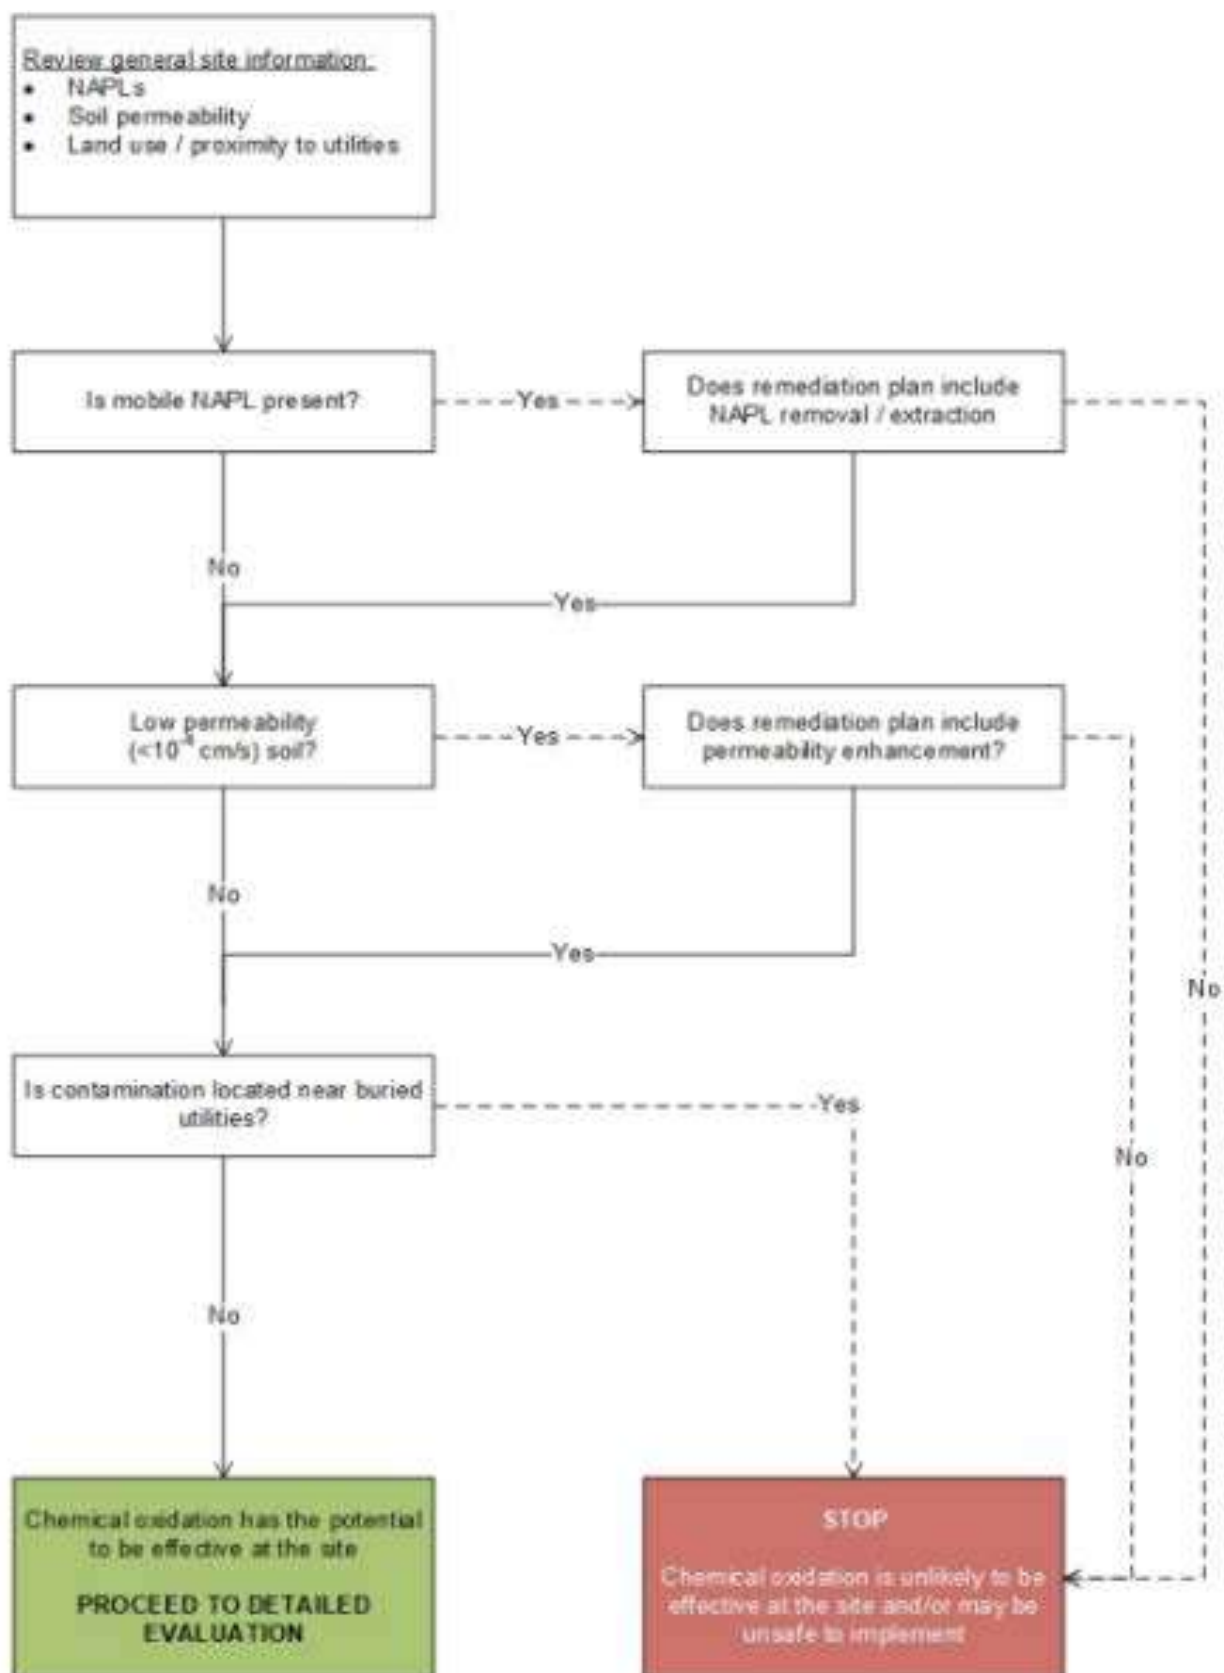 Review general site information:
• NAPLs
• Soil permeability
• Land use / proximity to utilities
Is mobile NAPL present?
Yes
Does remediation plan include
NAPL removal / extraction
No
Yes
Low permeability
(<10⁻⁴ cm/s) soil?
Yes
Does remediation plan include
permeability enhancement?
No
Yes
No
Is contamination located near buried
utilities?
Yes
No
No
Chemical oxidation has the potential
to be effective at the site
PROCEED TO DETAILED
EVALUATION
STOP
Chemical oxidation is unlikely to be
effective at the site and/or may be
unsafe to implement